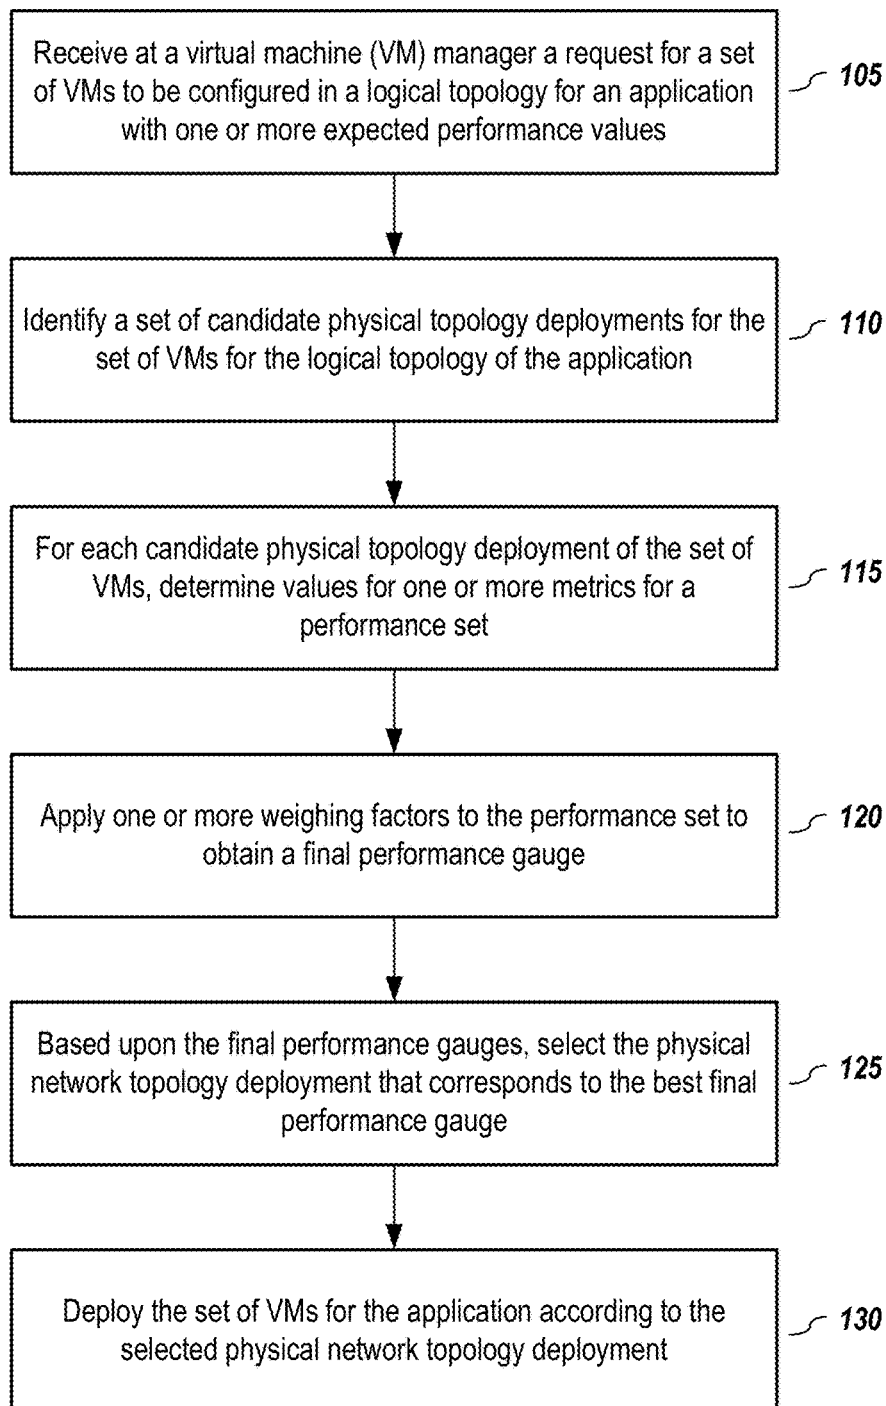 Receive at a virtual machine (VM) manager a request for a set
of VMs to be configured in a logical topology for an application
with one or more expected performance values
105
Identify a set of candidate physical topology deployments for the
set of VMs for the logical topology of the application
110
For each candidate physical topology deployment of the set of
VMs, determine values for one or more metrics for a
performance set
115
Apply one or more weighing factors to the performance set to
obtain a final performance gauge
120
Based upon the final performance gauges, select the physical
network topology deployment that corresponds to the best final
performance gauge
125
Deploy the set of VMs for the application according to the
selected physical network topology deployment
130